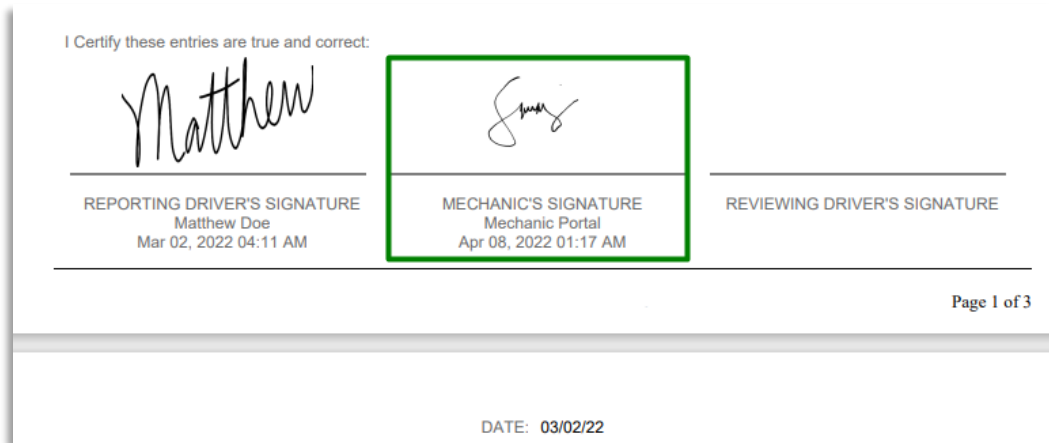 I Certify these entries are true and correct:
Matthew
REPORTING DRIVER'S SIGNATURE
Matthew Doe
Mar 02, 2022 04:11 AM
MECHANIC'S SIGNATURE
Mechanic Portal
Apr 08, 2022 01:17 AM
REVIEWING DRIVER'S SIGNATURE
Page 1 of 3
DATE: 03/02/22